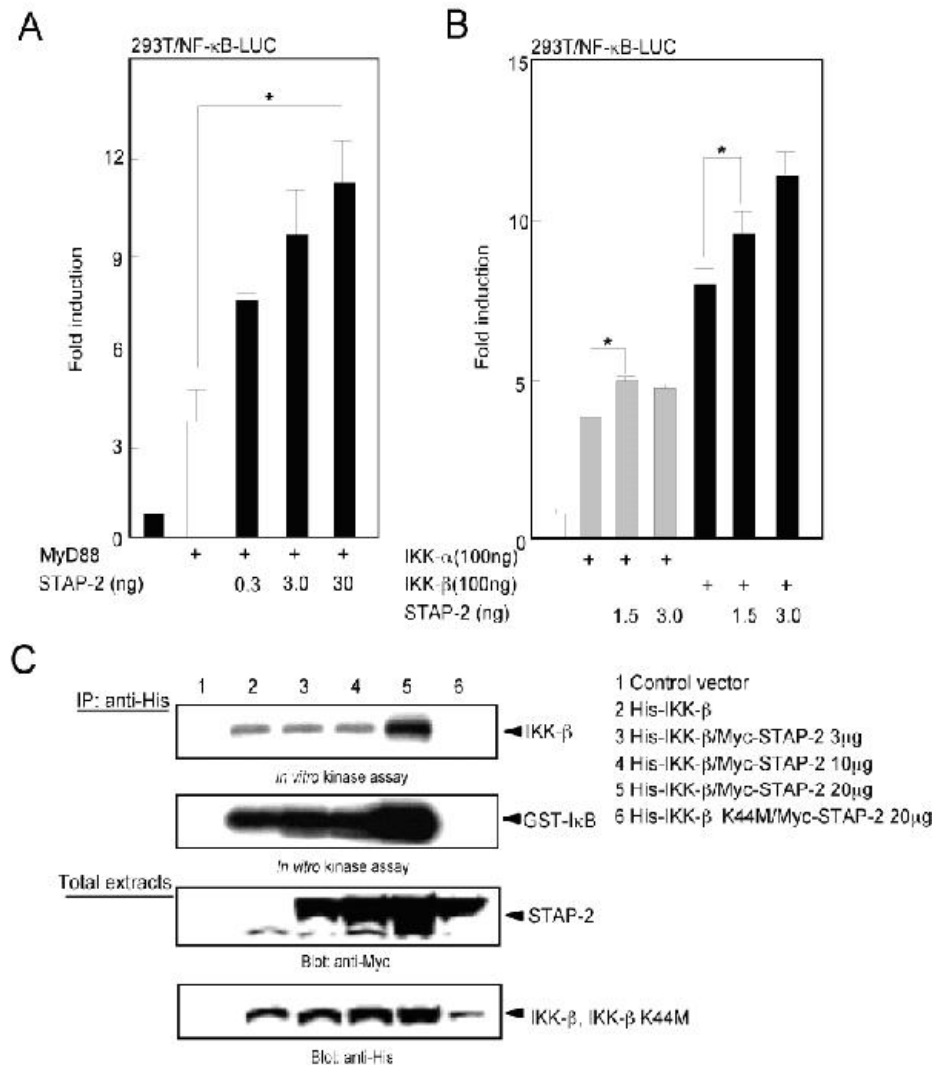 A
293T/NF-κB-LUC
+
Fold induction
12
9
6
3
0
MyD88 + + + +
STAP-2 (ng) 0.3 3.0 30
B
293T/NF-κB-LUC
15
10
5
0
Fold induction
*
*
IKK-α(100ng) + + +
IKK-β(100ng) + + +
STAP-2 (ng) 1.5 3.0 1.5 3.0
C
IP: anti-His
1 2 3 4 5 6
IKK-β
In vitro kinase assay
GST-IκB
In vitro kinase assay
Total extracts
STAP-2
Blot: anti-Myc
IKK-β, IKK-β K44M
Blot: anti-His
1 Control vector
2 His-IKK-β
3 His-IKK-β/Myc-STAP-2 3μg
4 His-IKK-β/Myc-STAP-2 10μg
5 His-IKK-β/Myc-STAP-2 20μg
6 His-IKK-β K44M/Myc-STAP-2 20μg